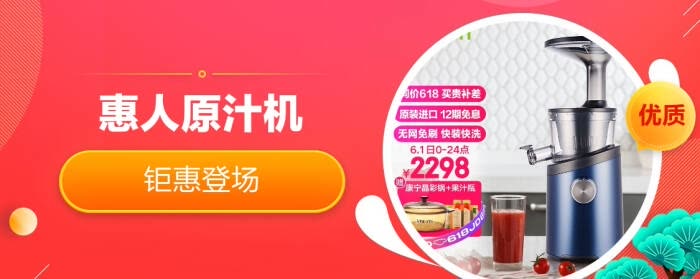 惠人原汁机
钜惠登场
同价618 买贵补差
原装进口 12期免息
无网免刷 快装快洗
6.1日0-24点
¥2298
赠 康宁晶彩锅+果汁瓶
优质